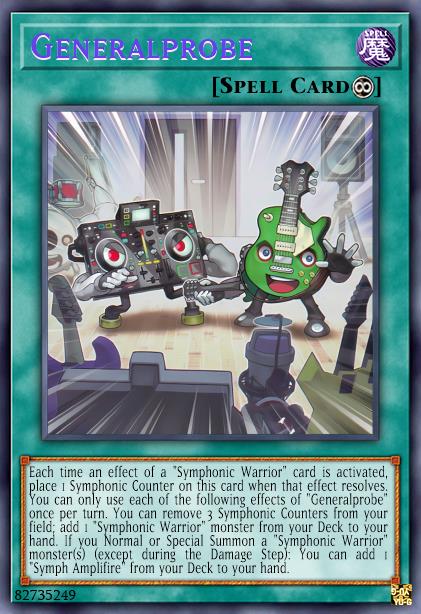 GENERALPROBE
SPELL
魔
[SPELL CARD]
Each time an effect of a "Symphonic Warrior" card is activated,
place 1 Symphonic Counter on this card when that effect resolves.
You can only use each of the following effects of "Generalprobe"
once per turn. You can remove 3 Symphonic Counters from your
field; add 1 "Symphonic Warrior" monster from your Deck to your
hand. If you Normal or Special Summon a "Symphonic Warrior"
monster(s) (except during the Damage Step): You can add 1
"Symph Amplifire" from your Deck to your hand.
82735249